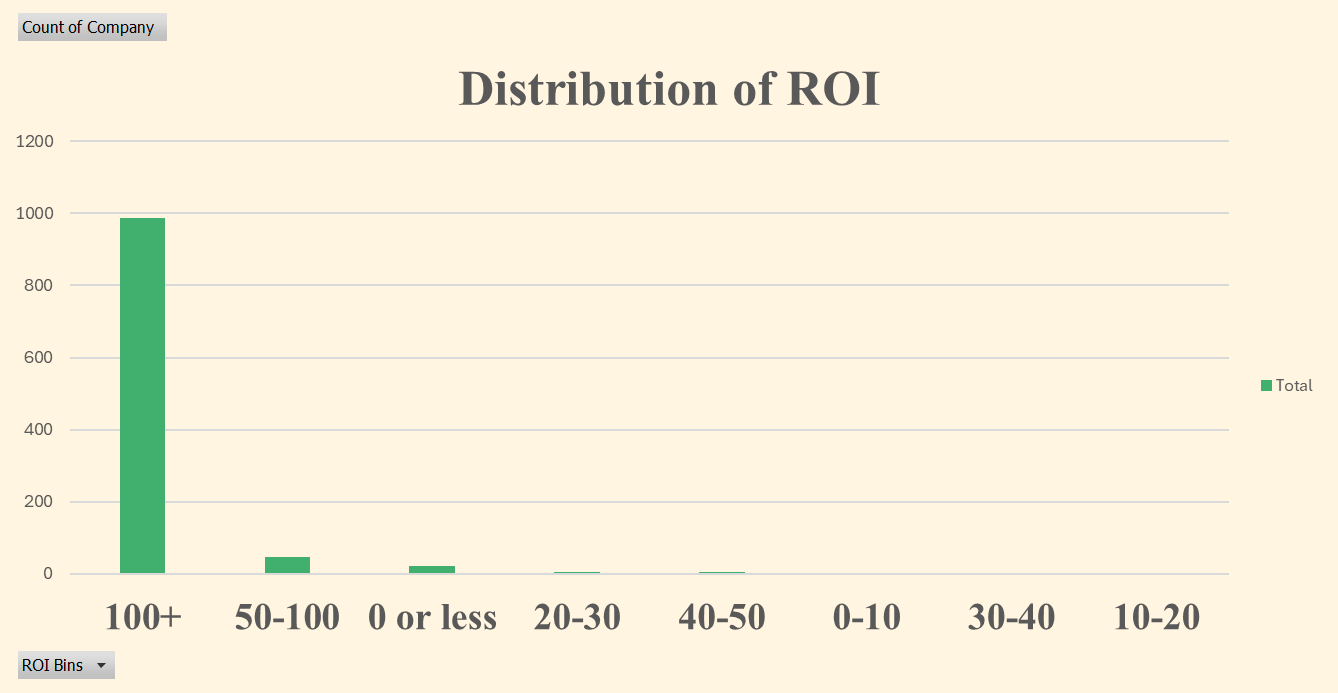 Count of Company
Distribution of ROI
1200
1000
800
600
400
200
0
Total
100+ 50-100 0 or less 20-30 40-50 0-10 30-40 10-20
ROI Bins